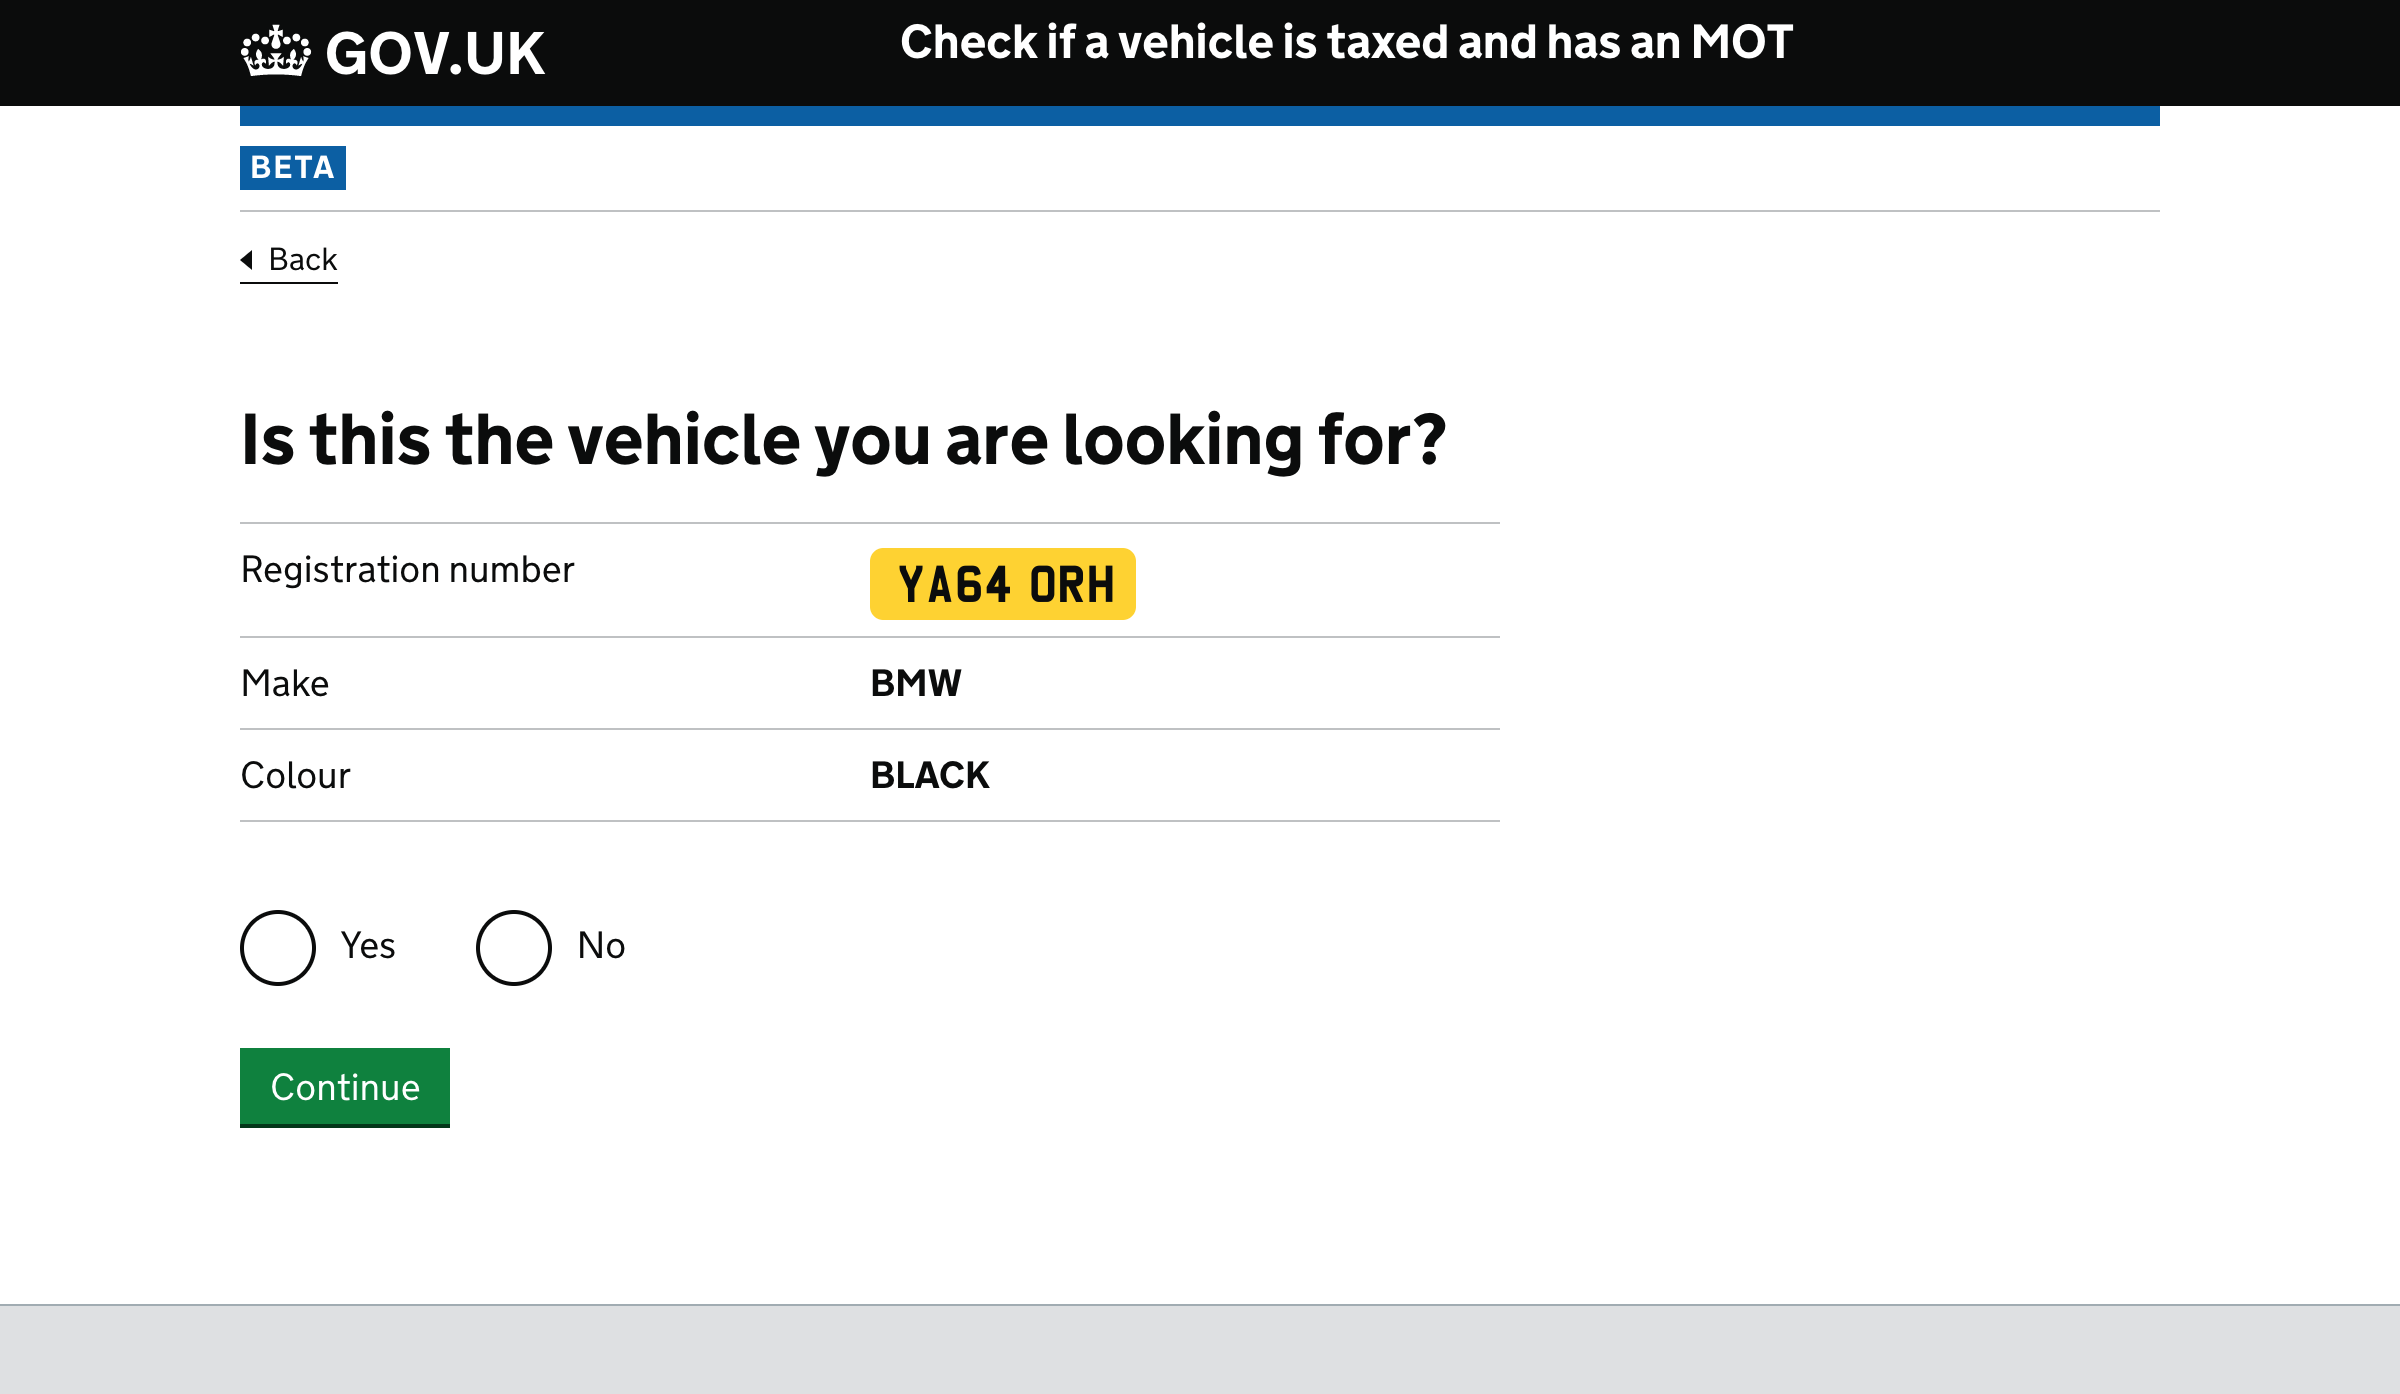 GOV.UK
Check if a vehicle is taxed and has an MOT
BETA
Back
Is this the vehicle you are looking for?
Registration number YA64 ORH
Make BMW
Colour BLACK
Yes No
Continue